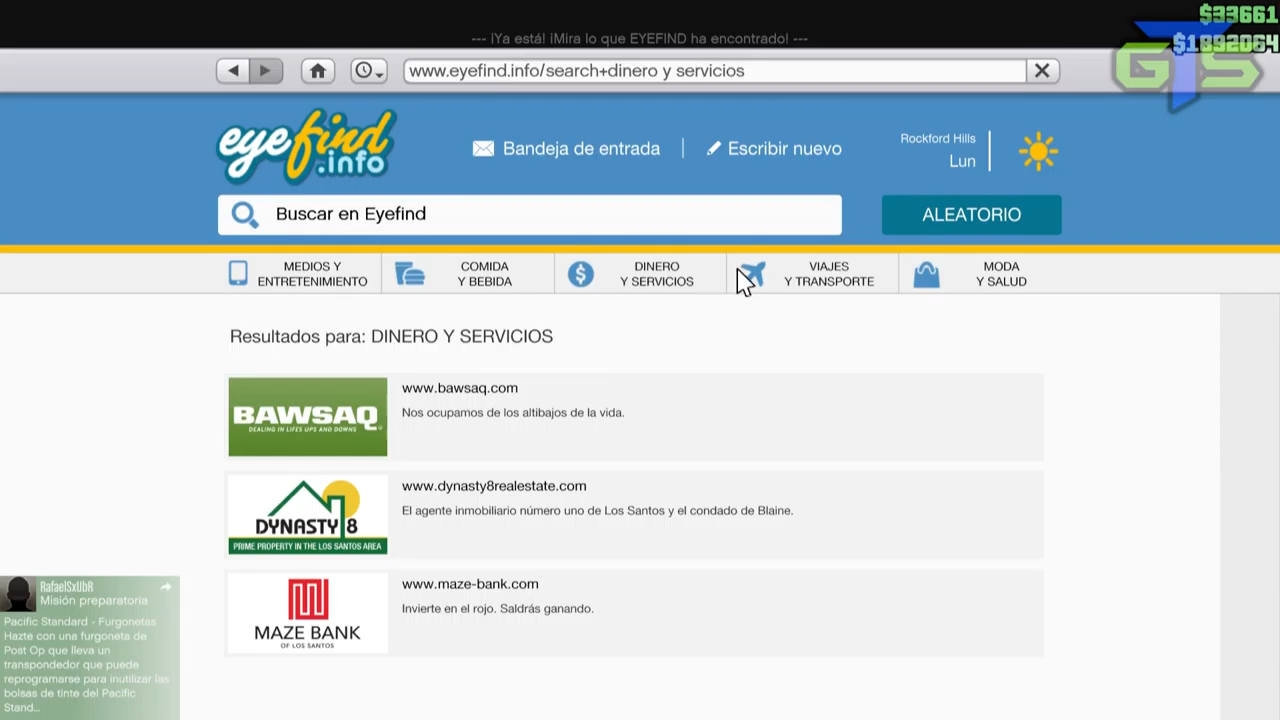 $33661
--- ¡Ya está! ¡Mira lo que EYEFIND ha encontrado! ---
$1892064
GTS
www.eyefind.info/search+dinero y servicios
eyefind.info
Bandeja de entrada
Escribir nuevo
Rockford Hills
Lun
Buscar en Eyefind
ALEATORIO
MEDIOS Y ENTRETENIMIENTO
COMIDA Y BEBIDA
DINERO Y SERVICIOS
VIAJES Y TRANSPORTE
MODA Y SALUD
Resultados para: DINERO Y SERVICIOS
BAWSAQ
DEALING IN LIFES UPS AND DOWNS
www.bawsaq.com
Nos ocupamos de los altibajos de la vida.
DYNASTY 8
PRIME PROPERTY IN THE LOS SANTOS AREA
www.dynasty8realestate.com
El agente inmobiliario número uno de Los Santos y el condado de Blaine.
MAZE BANK
OF LOS SANTOS
www.maze-bank.com
Invierte en el rojo. Saldrás ganando.
RafaelSxUbR
Misión preparatoria
Pacific Standard - Furgonetas
Hazte con una furgoneta de
Post Op que lleva un
transpondedor que puede
reprogramarse para inutilizar las
bolsas de tinte del Pacific
Stand...